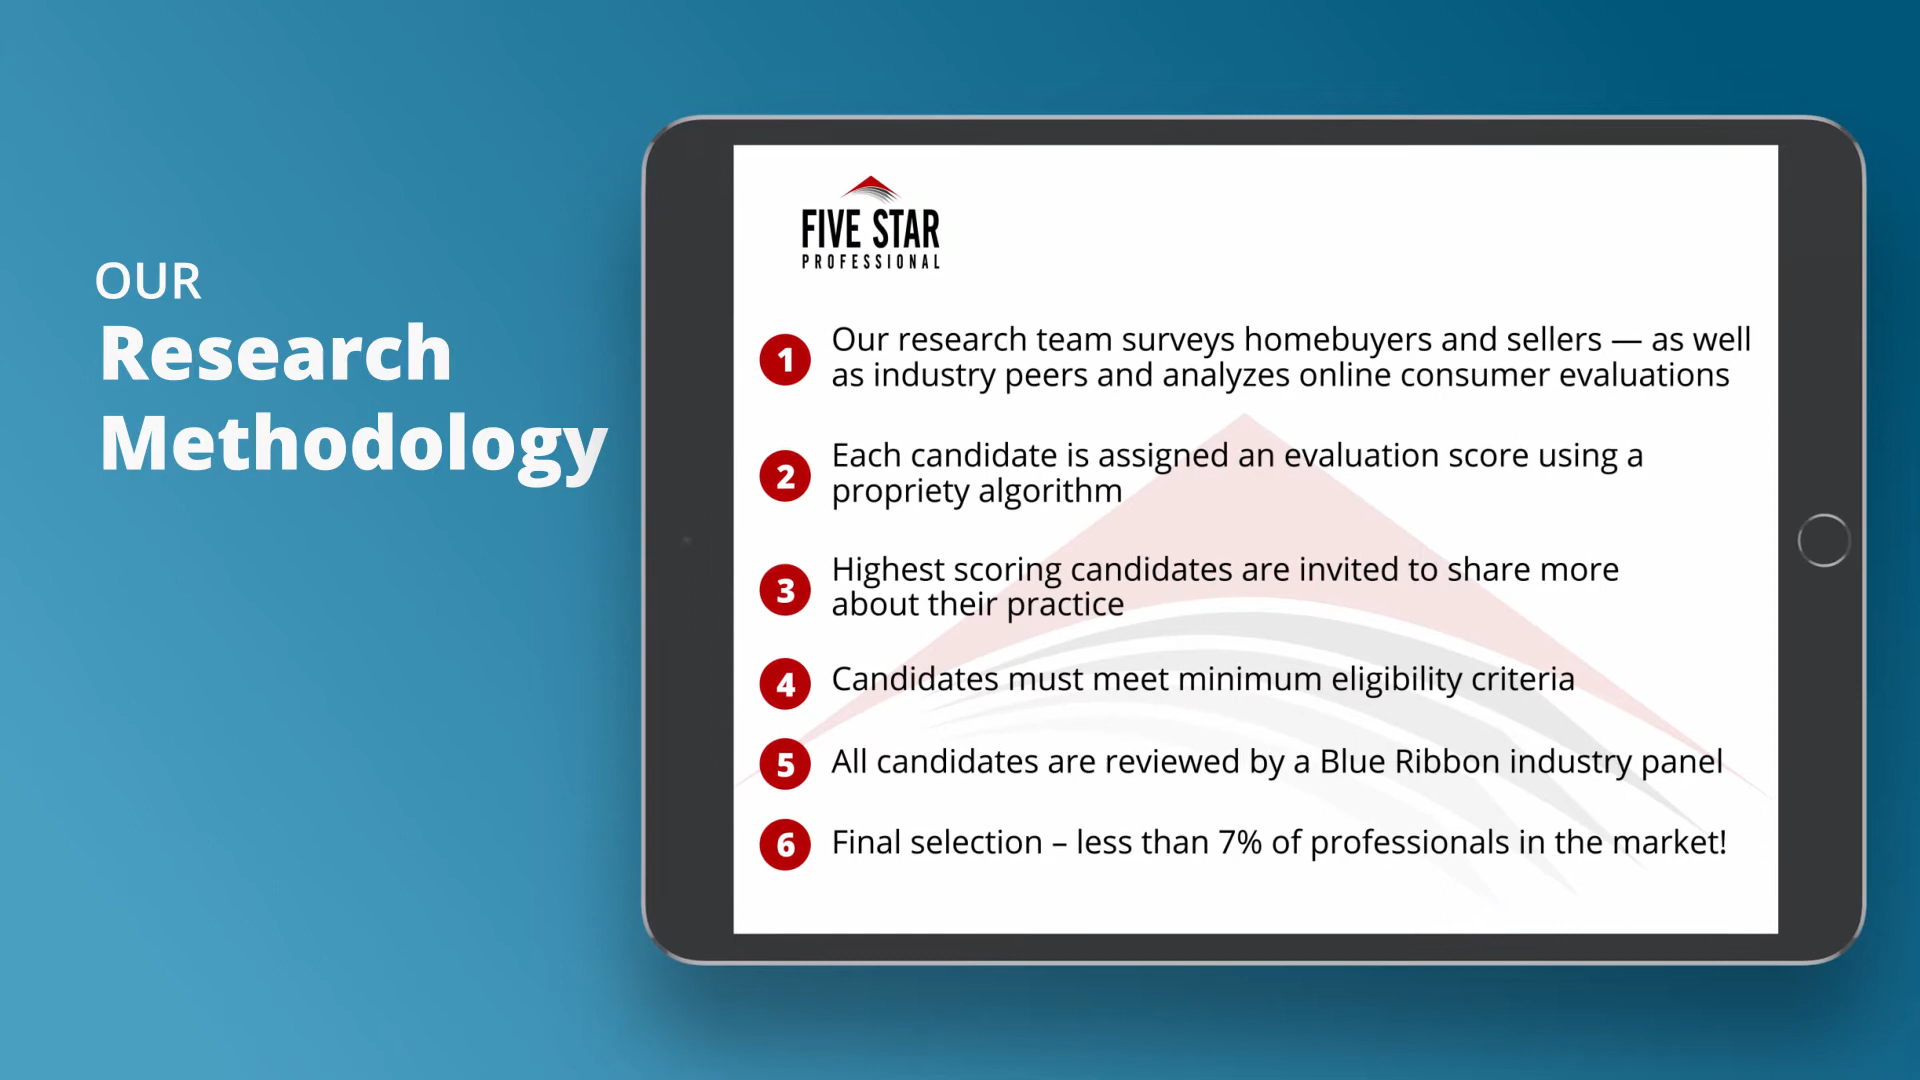 OUR
Research
Methodology
FIVE STAR
PROFESSIONAL
1 Our research team surveys homebuyers and sellers — as well
as industry peers and analyzes online consumer evaluations
2 Each candidate is assigned an evaluation score using a
propriety algorithm
3 Highest scoring candidates are invited to share more
about their practice
4 Candidates must meet minimum eligibility criteria
5 All candidates are reviewed by a Blue Ribbon industry panel
6 Final selection – less than 7% of professionals in the market!